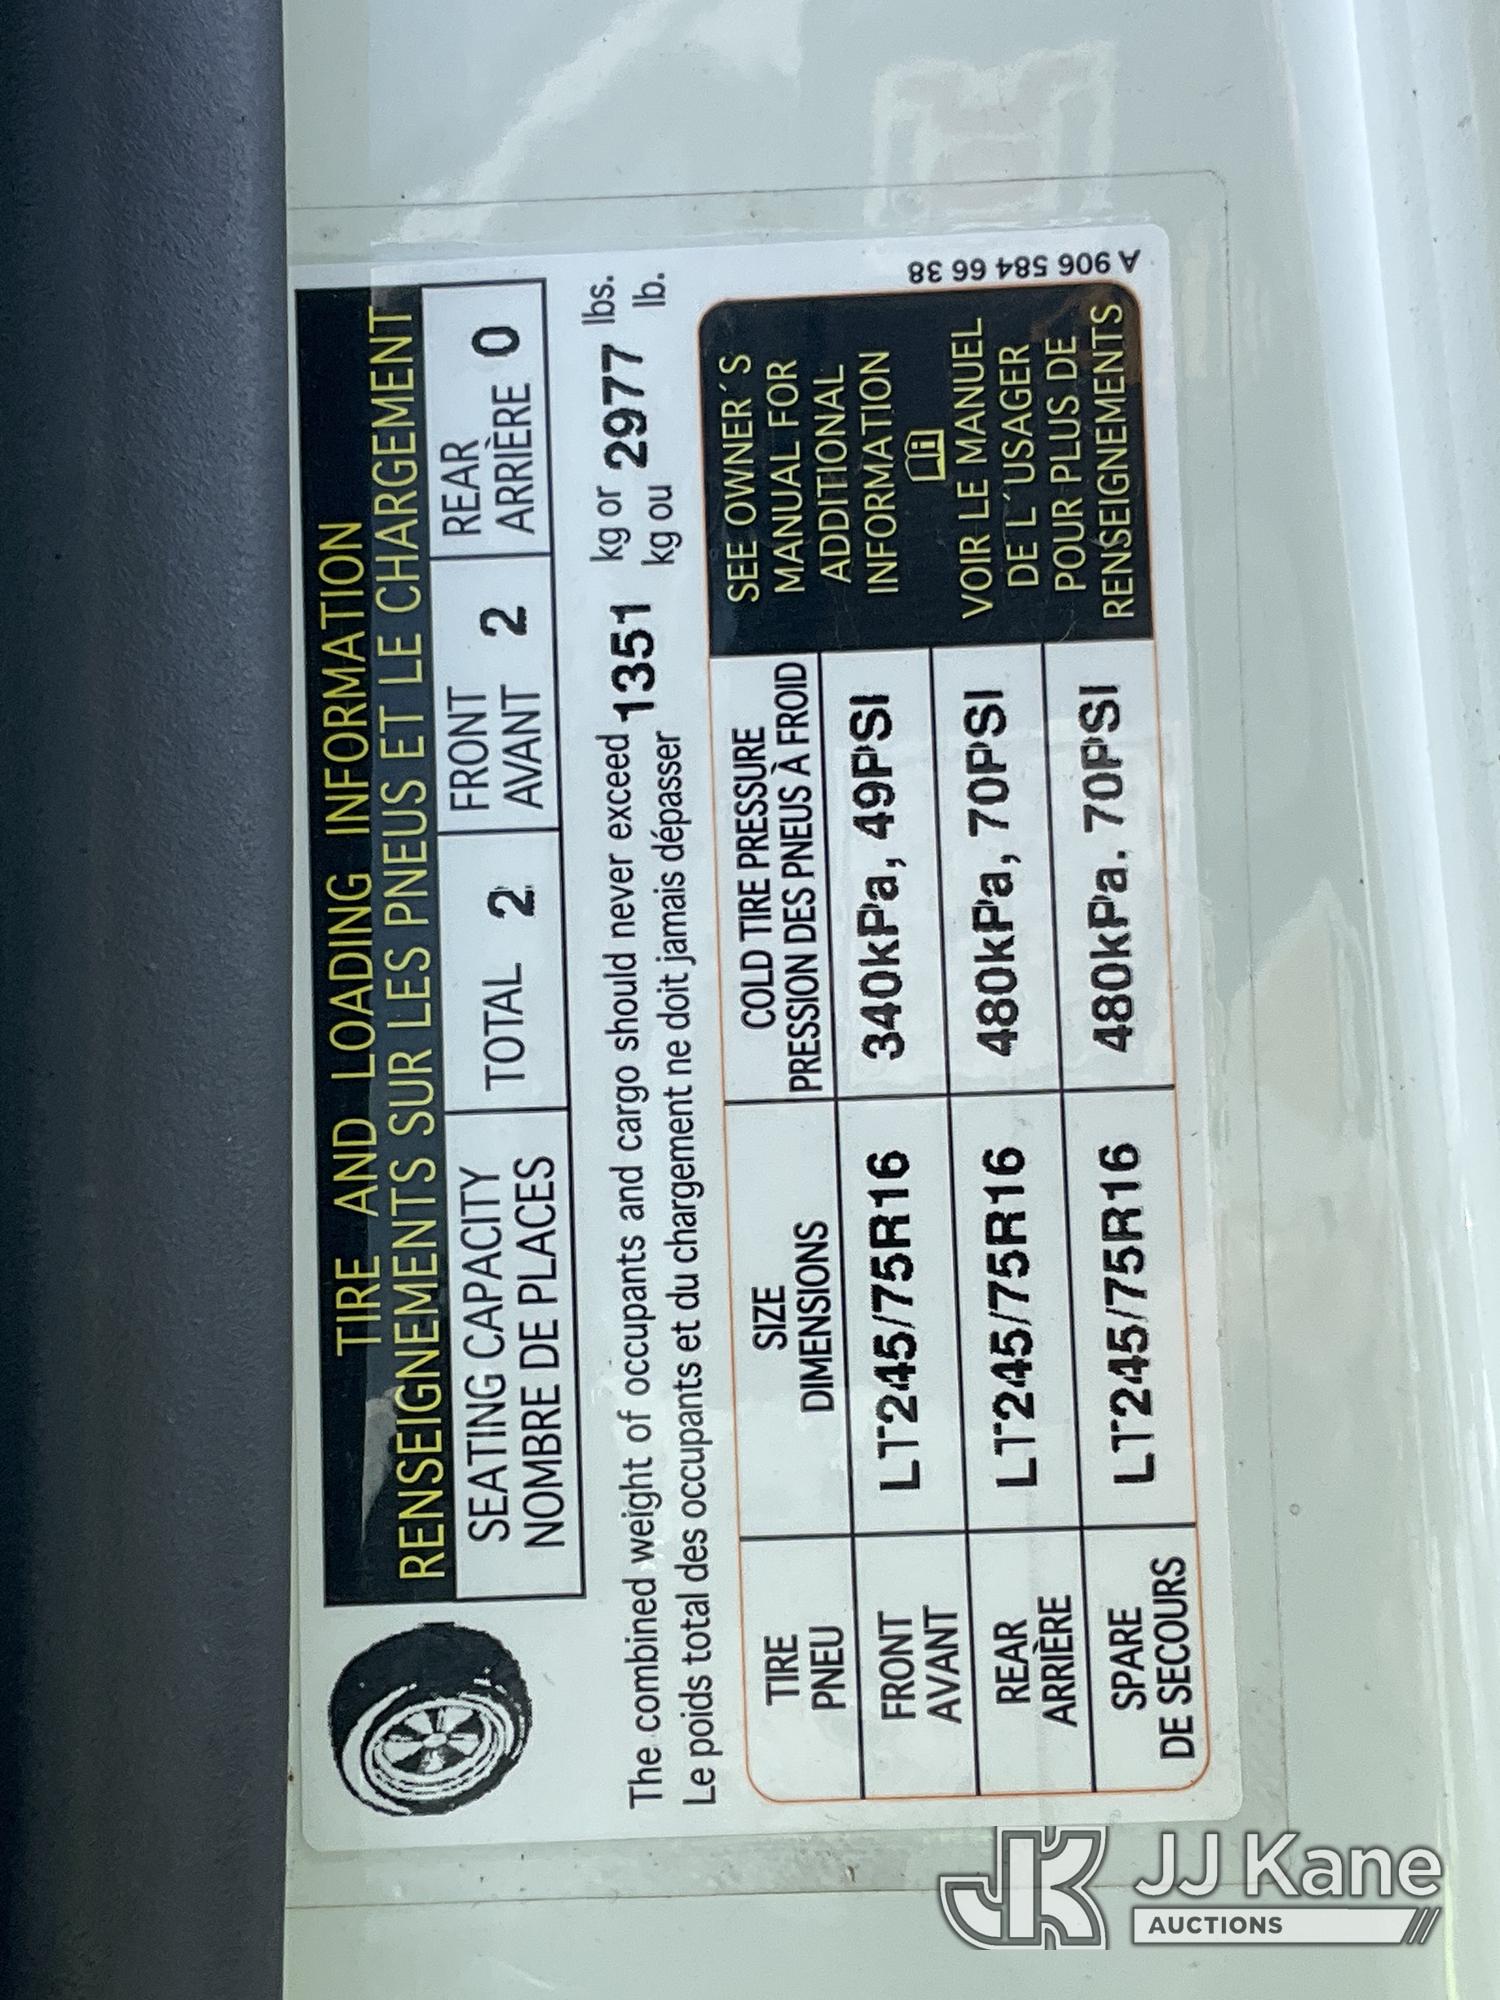 TIRE AND LOADING INFORMATION
RENSEIGNEMENTS SUR LES PNEUS ET LE CHARGEMENT
SEATING CAPACITY
NOMBRE DE PLACES
TOTAL 2
FRONT
AVANT 2
REAR
ARRIÈRE 0
The combined weight of occupants and cargo should never exceed 1351 kg or 2977 lbs.
Le poids total des occupants et du chargement ne doit jamais dépasser kg ou lb.
TIRE
PNEU
SIZE
DIMENSIONS
COLD TIRE PRESSURE
PRESSION DES PNEUS À FROID
FRONT
AVANT
LT245/75R16
340kPa, 49PSI
REAR
ARRIÈRE
LT245/75R16
480kPa, 70PSI
SPARE
DE SECOURS
LT245/75R16
480kPa. 70PSI
SEE OWNER´S
MANUAL FOR
ADDITIONAL
INFORMATION
VOIR LE MANUEL
DE L´USAGER
POUR PLUS DE
RENSEIGNEMENTS
A 906 584 66 38
JK JJ Kane
AUCTIONS